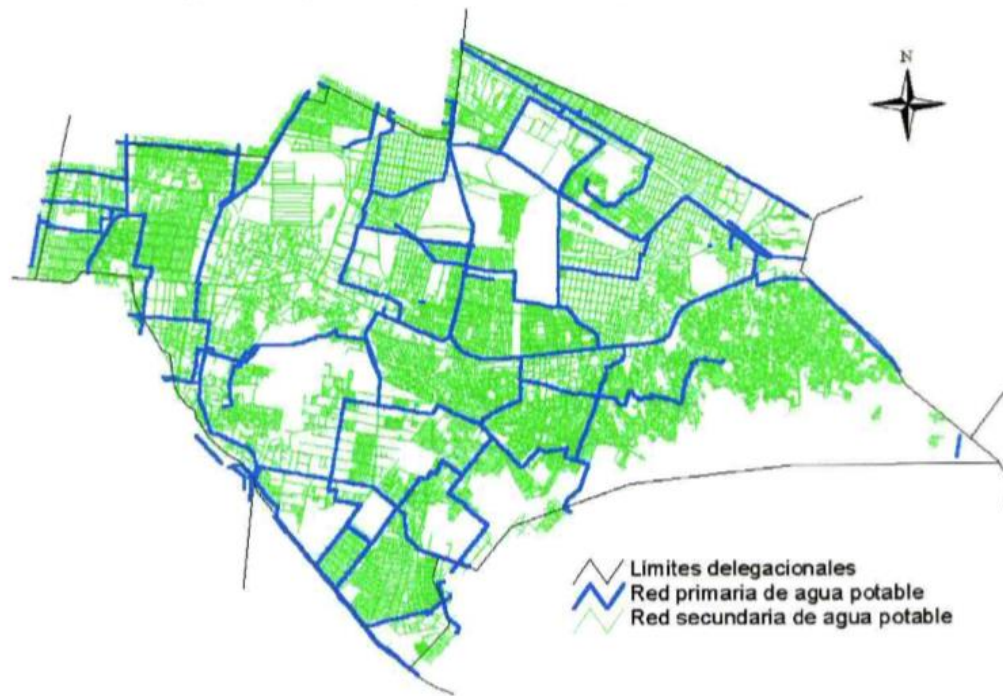 N
Límites delegacionales
Red primaria de agua potable
Red secundaria de agua potable